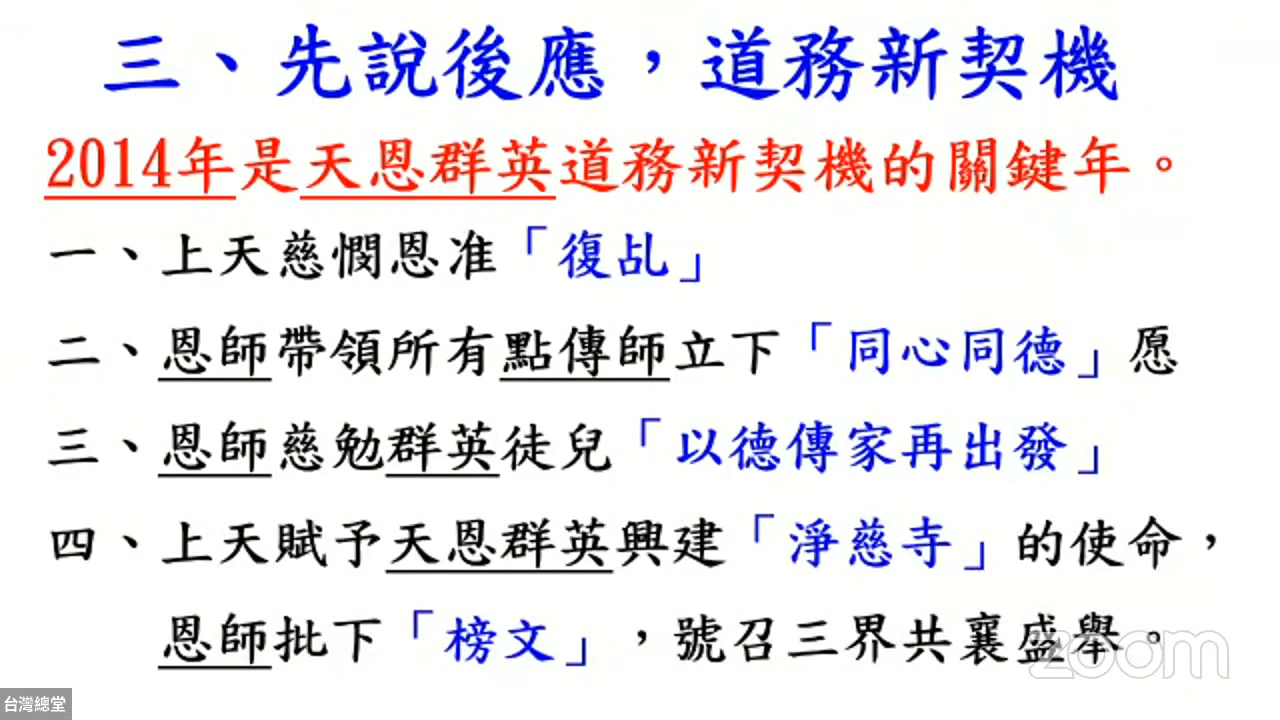 三、先說後應，道務新契機
2014年是天恩群英道務新契機的關鍵年。
一、上天慈憫恩准「復乩」
二、恩師帶領所有點傳師立下「同心同德」愿
三、恩師慈勉群英徒兒「以德傳家再出發」
四、上天賦予天恩群英興建「淨慈寺」的使命，
恩師批下「榜文」，號召三界共襄盛舉。
zoom
台灣總堂